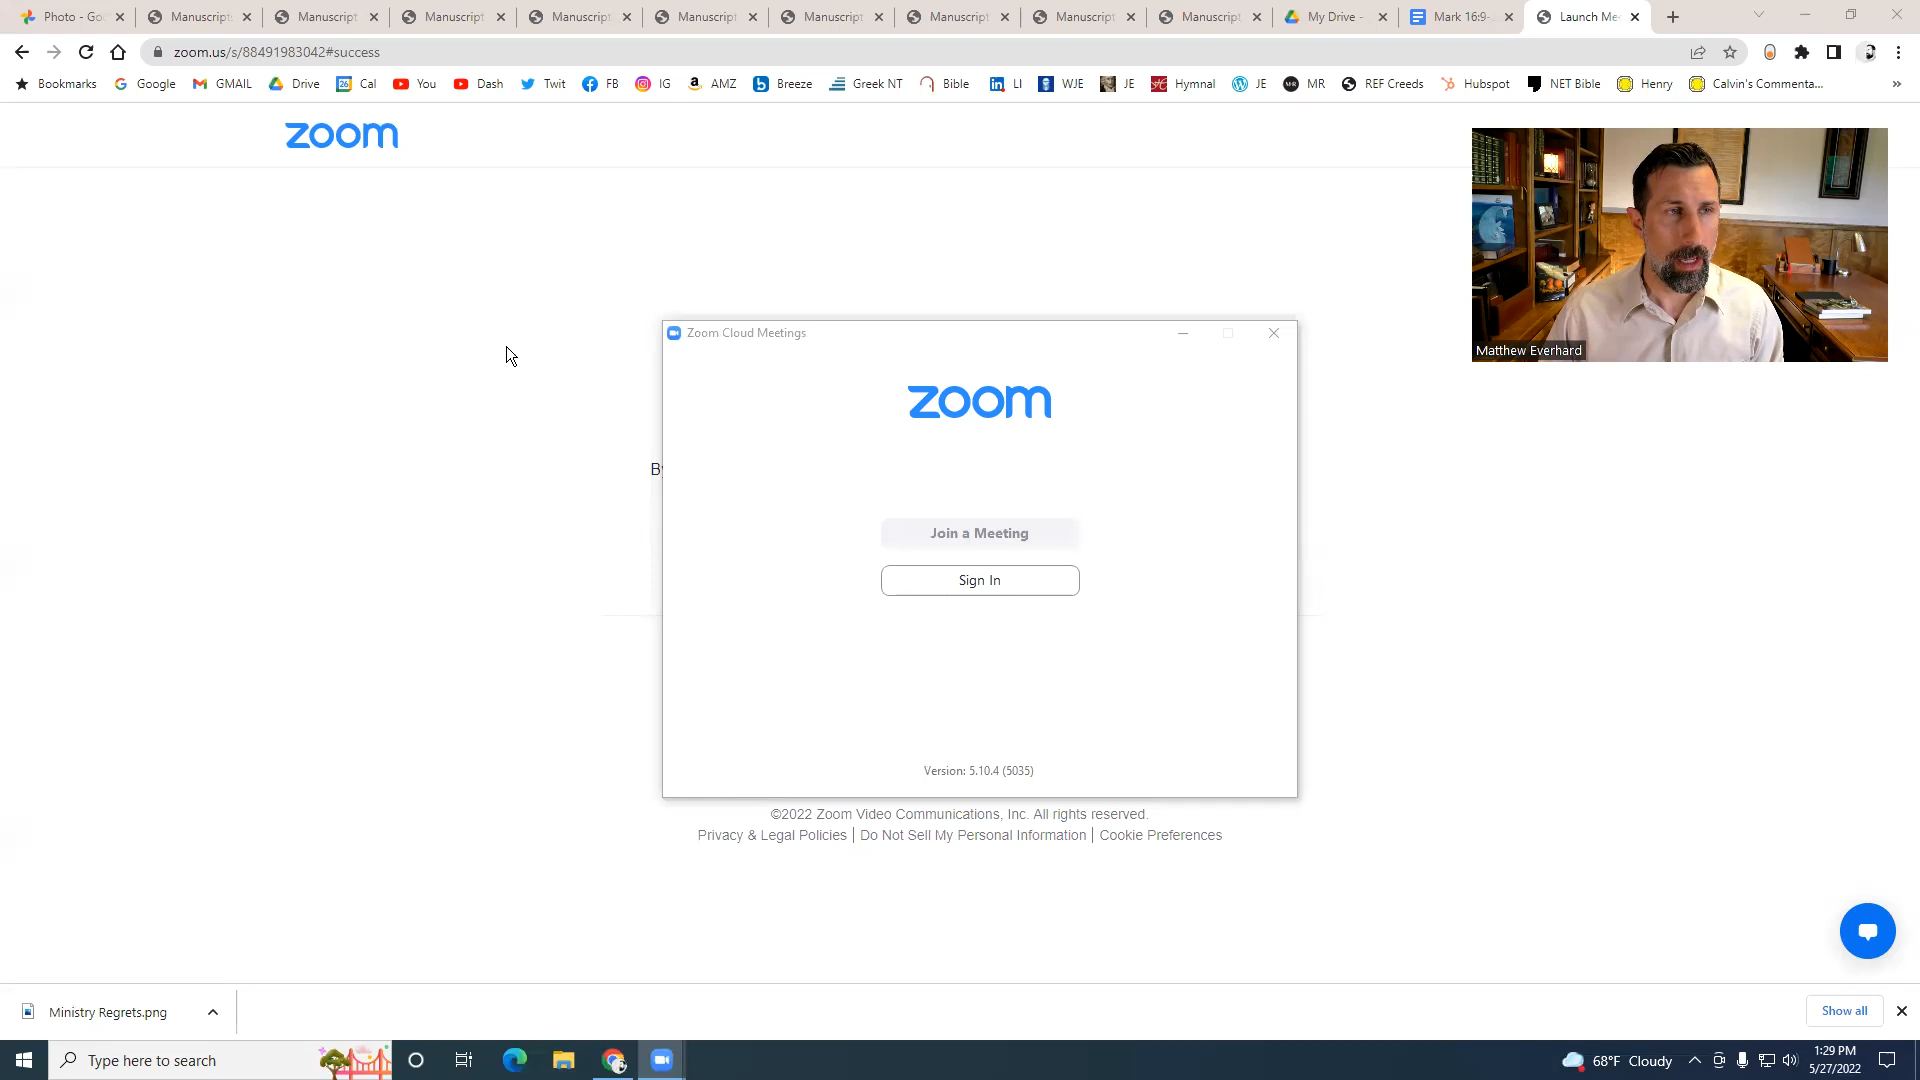 Photo - Go
Manuscript
Manuscript
Manuscript
Manuscript
Manuscript
Manuscript
Manuscript
Manuscript
Manuscript
My Drive -
Mark 16:9-
Launch Me
zoom.us/s/88491983042#success
Bookmarks Google GMAIL Drive 26 Cal You Dash Twit FB IG AMZ Breeze Greek NT Bible LI WJE JE Hymnal JE MR REF Creeds Hubspot NET Bible Henry Calvin's Commenta... »
zoom
Matthew Everhard
Zoom Cloud Meetings
zoom
By
Join a Meeting
Sign In
Version: 5.10.4 (5035)
©2022 Zoom Video Communications, Inc. All rights reserved.
Privacy & Legal Policies | Do Not Sell My Personal Information | Cookie Preferences
Ministry Regrets.png
Show all
Type here to search
68°F Cloudy
1:29 PM
5/27/2022